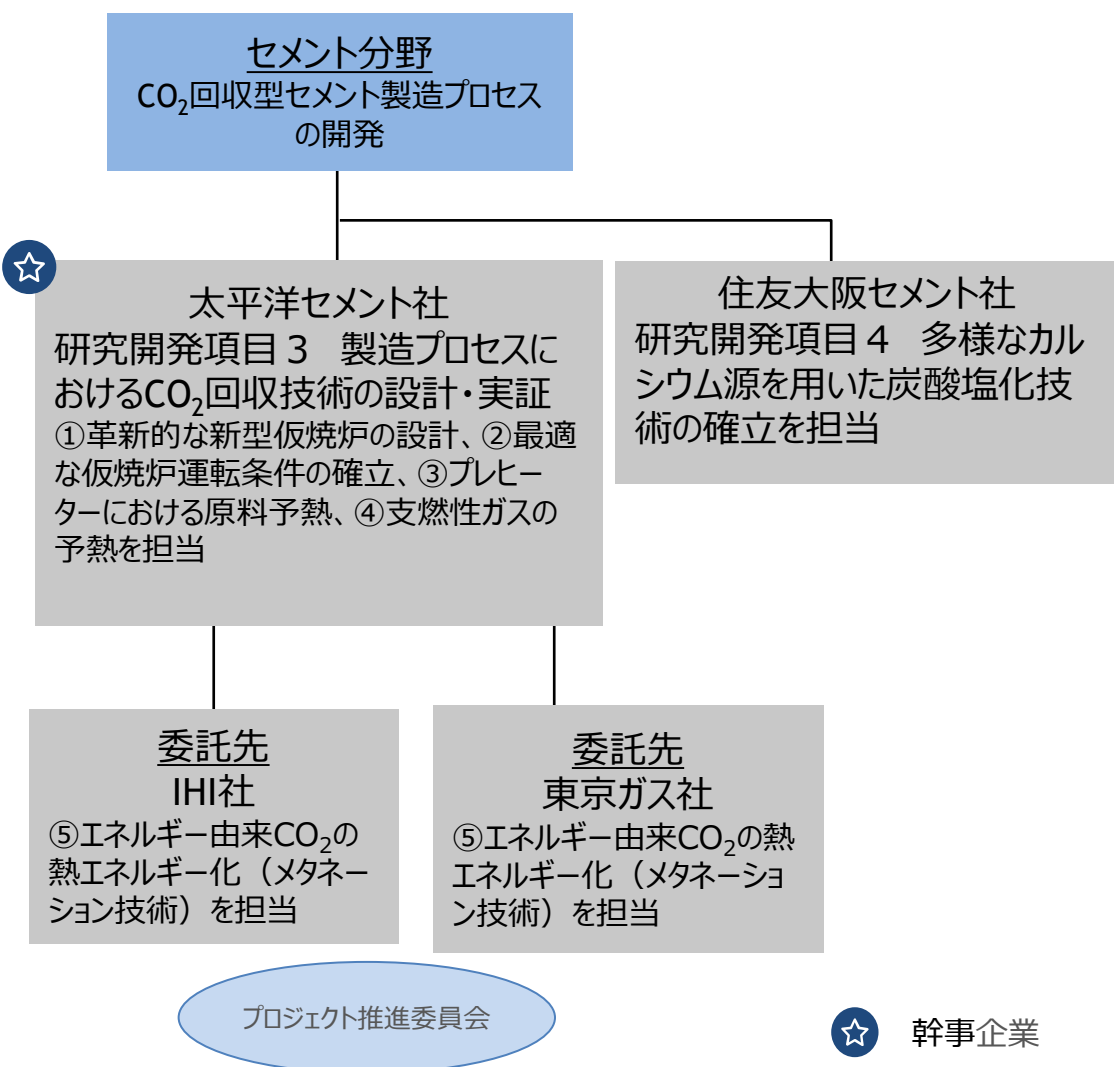 セメント分野
CO₂回収型セメント製造プロセス
の開発
太平洋セメント社
研究開発項目3　製造プロセスに
おけるCO₂回収技術の設計・実証
①革新的な新型仮焼炉の設計、②最適
な仮焼炉運転条件の確立、③プレヒー
ターにおける原料予熱、④支燃性ガスの
予熱を担当
住友大阪セメント社
研究開発項目4　多様なカル
シウム源を用いた炭酸塩化技
術の確立を担当
委託先
IHI社
⑤エネルギー由来CO₂の
熱エネルギー化（メタネー
ション技術）を担当
委託先
東京ガス社
⑤エネルギー由来CO₂の熱
エネルギー化（メタネーショ
ン技術）を担当
プロジェクト推進委員会
幹事企業